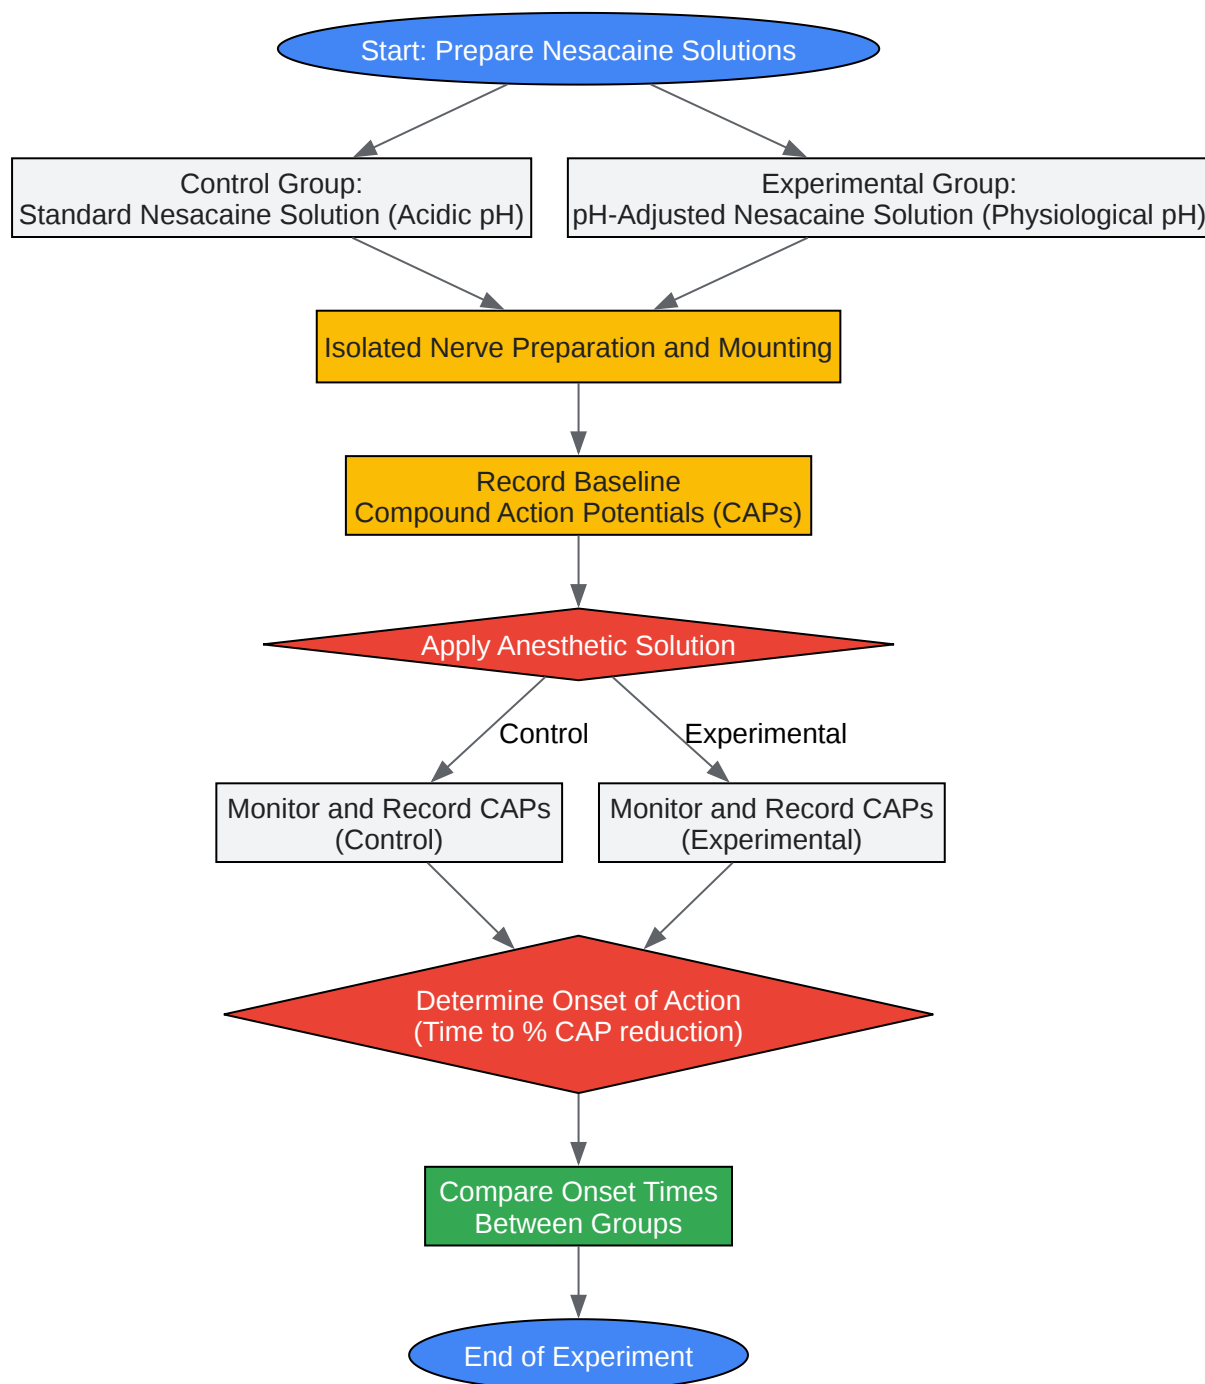 Start: Prepare Nesacaine Solutions
Control Group:
Standard Nesacaine Solution (Acidic pH)
Experimental Group:
pH-Adjusted Nesacaine Solution (Physiological pH)
Isolated Nerve Preparation and Mounting
Record Baseline
Compound Action Potentials (CAPs)
Apply Anesthetic Solution
Control
Experimental
Monitor and Record CAPs
(Control)
Monitor and Record CAPs
(Experimental)
Determine Onset of Action
(Time to % CAP reduction)
Compare Onset Times
Between Groups
End of Experiment